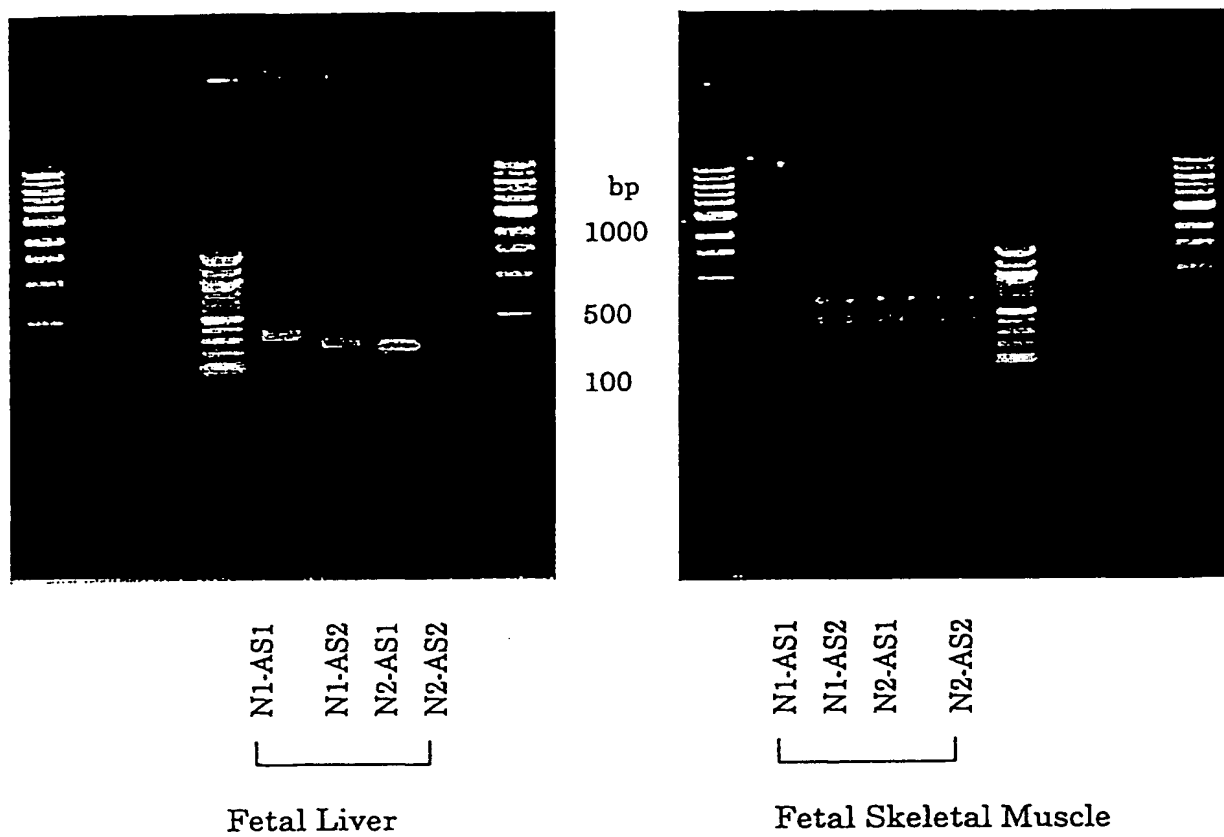 bp
1000
500
100
N1-AS1
N1-AS2
N2-AS1
N2-AS2
Fetal Liver
N1-AS1
N1-AS2
N2-AS1
N2-AS2
Fetal Skeletal Muscle